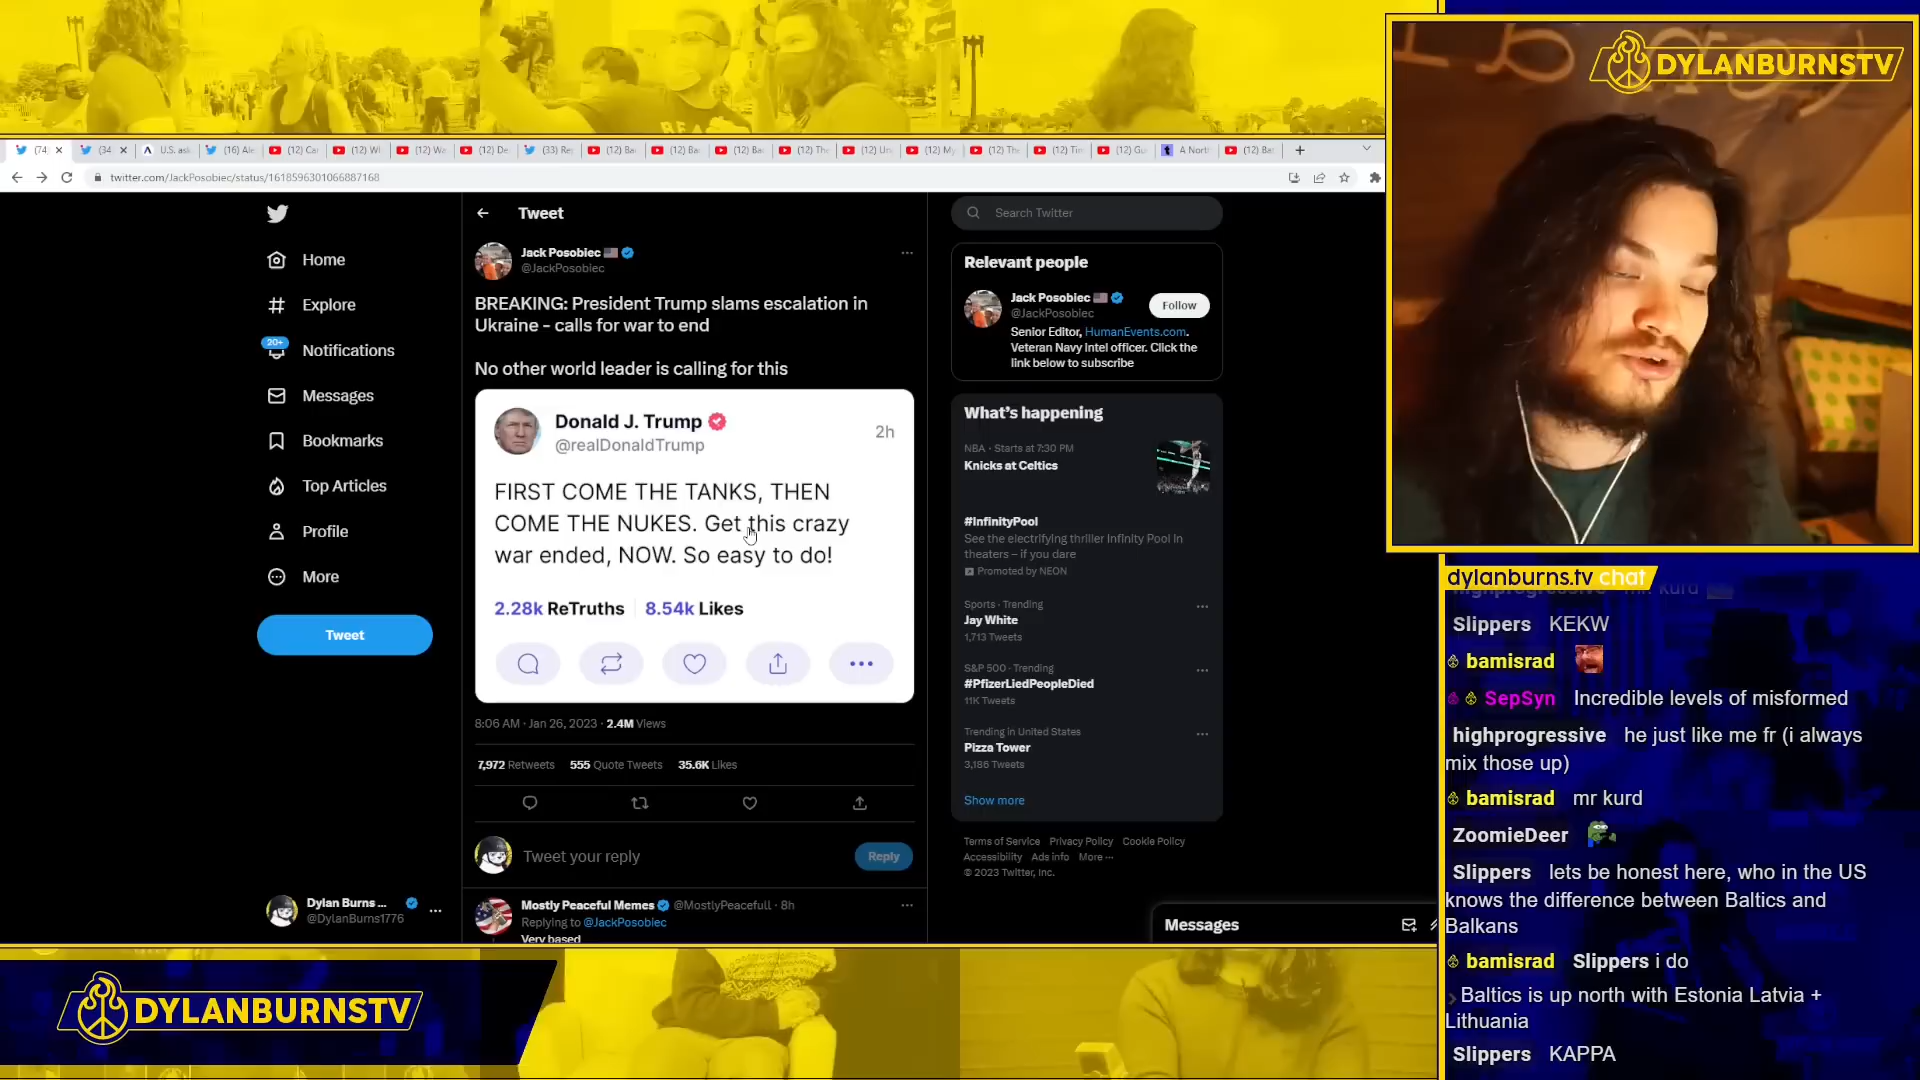 DYLANBURNSTV
twitter.com/JackPosobiec/status/1618596301066887168
Home
Explore
20+
Notifications
Messages
Bookmarks
Top Articles
Profile
More
Tweet
Dylan Burns ...
@DylanBurns1776
Tweet
Jack Posobiec
@JackPosobiec
BREAKING: President Trump slams escalation in
Ukraine - calls for war to end
No other world leader is calling for this
Donald J. Trump
@realDonaldTrump
2h
FIRST COME THE TANKS, THEN
COME THE NUKES. Get this crazy
war ended, NOW. So easy to do!
2.28k ReTruths 8.54k Likes
8:06 AM · Jan 26, 2023 · 2.4M Views
7,972 Retweets 555 Quote Tweets 35.6K Likes
Tweet your reply
Reply
Mostly Peaceful Memes @MostlyPeacefull · 8h
Replying to @JackPosobiec
Very based
Search Twitter
Relevant people
Jack Posobiec
@JackPosobiec
Follow
Senior Editor, HumanEvents.com.
Veteran Navy Intel officer. Click the
link below to subscribe
What's happening
NBA · Starts at 7:30 PM
Knicks at Celtics
#InfinityPool
See the electrifying thriller Infinity Pool in
theaters – if you dare
Promoted by NEON
Sports · Trending
Jay White
1,713 Tweets
S&P 500 · Trending
#PfizerLiedPeopleDied
11K Tweets
Trending in United States
Pizza Tower
3,186 Tweets
Show more
Terms of Service Privacy Policy Cookie Policy
Accessibility Ads info More ...
© 2023 Twitter, Inc.
Messages
dylanburns.tv chat
highprogressive mr kurd
Slippers KEKW
bamisrad
SepSyn Incredible levels of misformed
highprogressive he just like me fr (i always
mix those up)
bamisrad mr kurd
ZoomieDeer
Slippers lets be honest here, who in the US
knows the difference between Baltics and
Balkans
bamisrad Slippers i do
Baltics is up north with Estonia Latvia +
Lithuania
Slippers KAPPA
DYLANBURNSTV